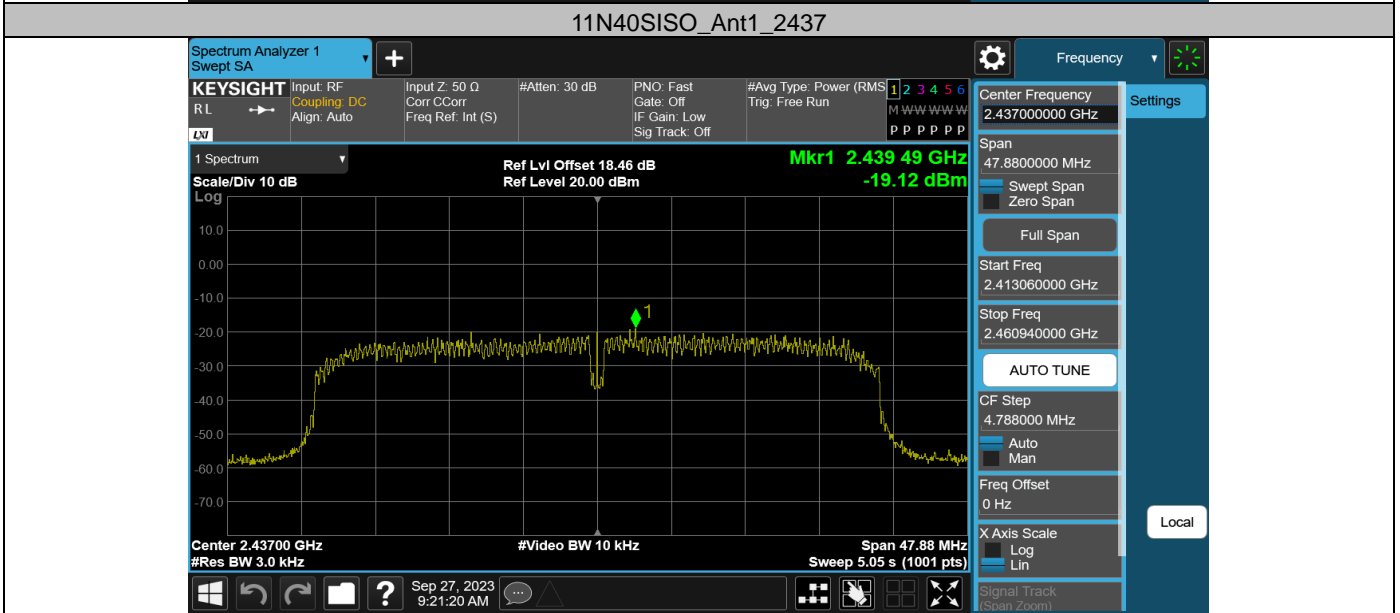 11N40SISO_Ant1_2437
Spectrum Analyzer 1
Swept SA
Frequency
KEYSIGHT
RL
LXI
Input: RF
Coupling: DC
Align: Auto
Input Z: 50 Ω
Corr CCorr
Freq Ref: Int (S)
#Atten: 30 dB
PNO: Fast
Gate: Off
IF Gain: Low
Sig Track: Off
#Avg Type: Power (RMS
Trig: Free Run
1 2 3 4 5 6
M W W W W W
P P P P P P
1 Spectrum
Scale/Div 10 dB
Log
Ref Lvl Offset 18.46 dB
Ref Level 20.00 dBm
Mkr1 2.439 49 GHz
-19.12 dBm
10.0
0.00
-10.0
1
-20.0
-30.0
-40.0
-50.0
-60.0
-70.0
Center 2.43700 GHz
#Res BW 3.0 kHz
#Video BW 10 kHz
Span 47.88 MHz
Sweep 5.05 s (1001 pts)
Center Frequency
2.437000000 GHz
Span
47.8800000 MHz
Swept Span
Zero Span
Full Span
Start Freq
2.413060000 GHz
Stop Freq
2.460940000 GHz
AUTO TUNE
CF Step
4.788000 MHz
Auto
Man
Freq Offset
0 Hz
X Axis Scale
Log
Lin
Signal Track
(Span Zoom)
Settings
Local
?
Sep 27, 2023
9:21:20 AM